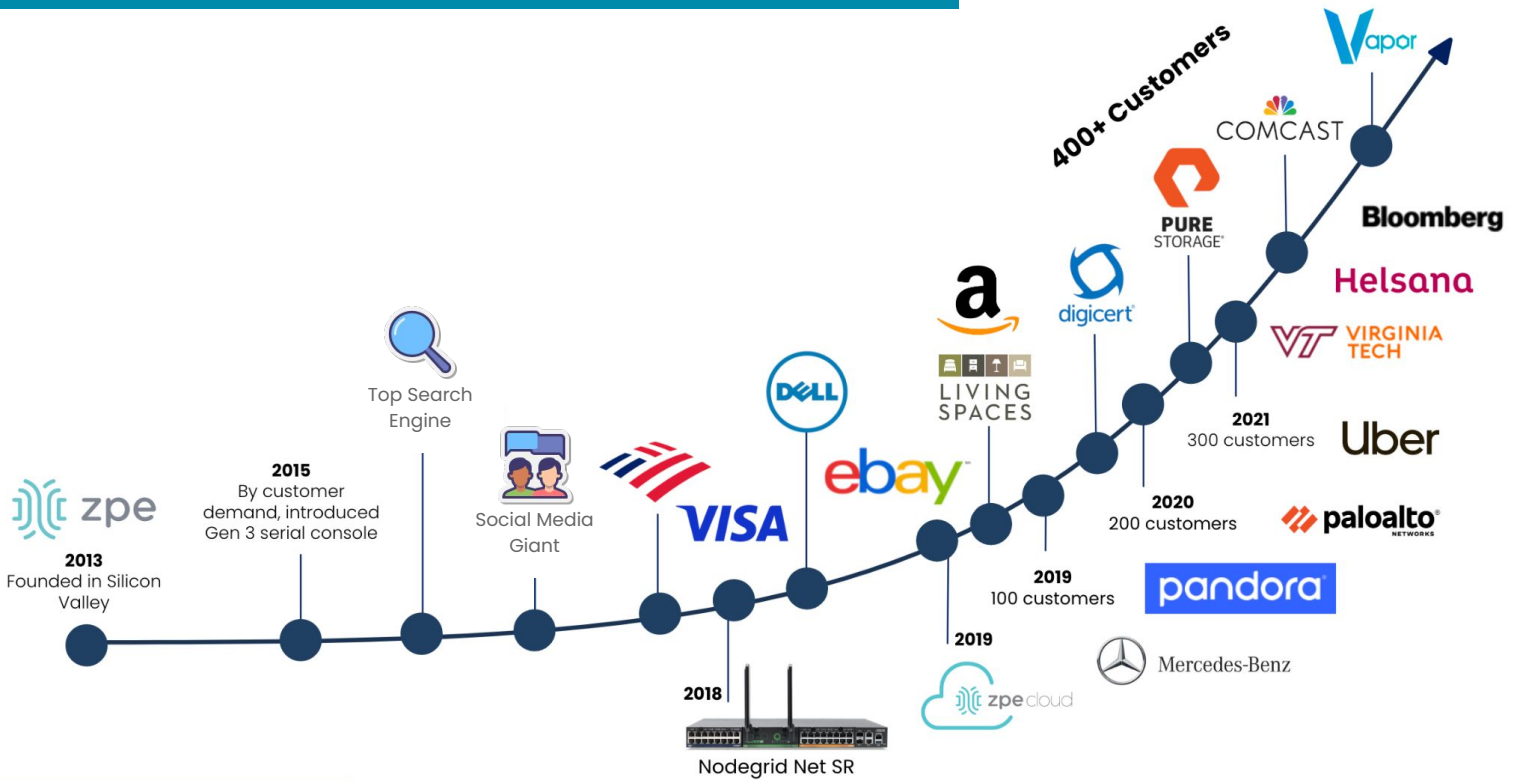 zpe
2013
Founded in Silicon
Valley
2015
By customer
demand, introduced
Gen 3 serial console
Top Search
Engine
Social Media
Giant
VISA
2018
Nodegrid Net SR
DELL
ebay
2019
zpe cloud
a
LIVING
SPACES
2019
100 customers
digicert
2020
200 customers
PURE
STORAGE
2021
300 customers
COMCAST
400+ Customers
Vapor
Bloomberg
Helsana
VT VIRGINIA
TECH
Uber
paloalto
NETWORKS
pandora
Mercedes-Benz